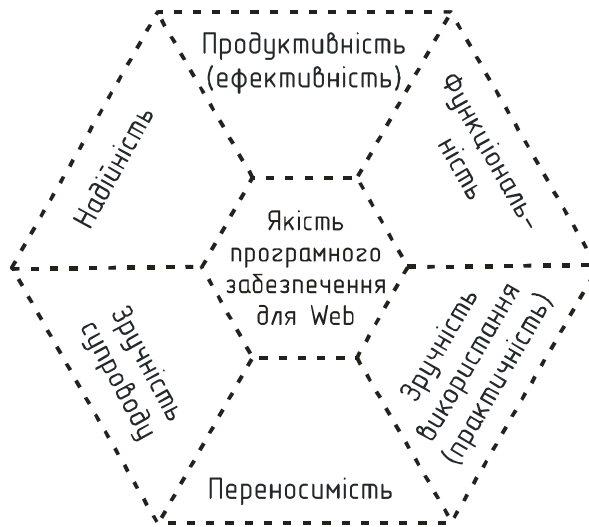 Продуктивність
(ефективність)
Функціональ-
ність
Надійність
Якість
програмного
забезпечення
для Web
Зручність
використання
(практичність)
Зручність
супроводу
Переносимість